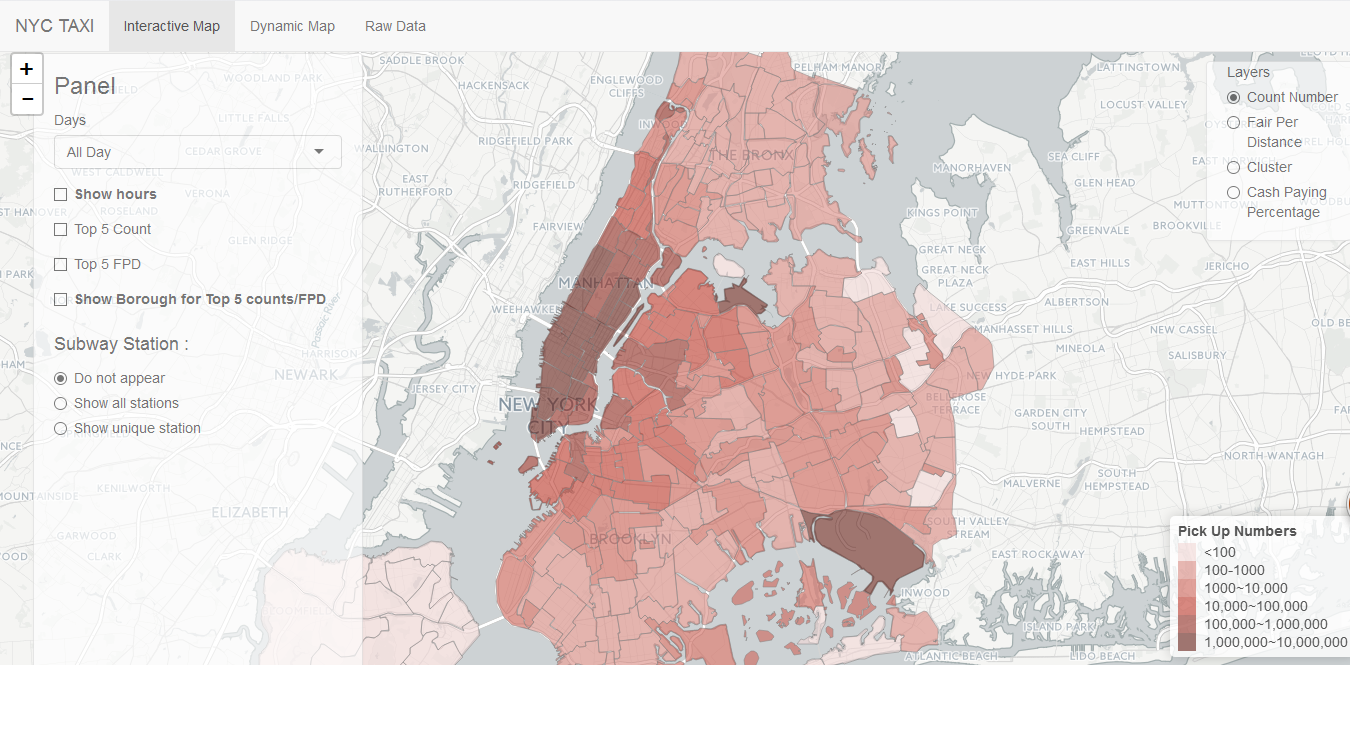 NYC TAXI
Interactive Map
Dynamic Map
Raw Data
+
−
Panel
Days
All Day
Show hours
Top 5 Count
Top 5 FPD
Show Borough for Top 5 counts/FPD
Subway Station :
Do not appear
Show all stations
Show unique station
Layers
Count Number
Fair Per
Distance
Cluster
Cash Paying
Percentage
SADDLE BROOK
HACKENSACK
ENGLEWOOD
CLIFFS
PELHAM MANOR
LATTINGTOWN
WOODLAND PARK
LITTLE FALLS
CEDAR GROVE
WEST CALDWELL
VERONA
ROSELAND
GLEN RIDGE
WALLINGTON
RIDGEFIELD PARK
EAST
RUTHERFORD
RIDGEFIELD
FAIRVIEW
INWOOD
THE BRONX
LOCUST VALLEY
SEA CLIFF
MANORHAVEN
GLEN HEAD
MUTTONTOWN
KINGS POINT
GREENVALE
BROOKVILLE
GREAT NECK
GREAT NECK
PLAZA
EAST HILLS
JERICHO
MANHATTAN
LAKE SUCCESS
ALBERTSON
MANHASSET HILLS
NEW CASSEL
MINEOLA
SALISBURY
Passaic River
HARRISON
NEWARK
JERSEY CITY
NEW YORK
CITY
NEW HYDE PARK
BELLEROSE
TERRACE
GARDEN CITY
SOUTH
HEMPSTEAD
NORTH WANTAGH
MALVERNE
SOUTH
HEMPSTEAD
KENILWORTH
ELIZABETH
GARWOOD
CLARK
BROOKLYN
SOUTH VALLEY
STREAM
EAST ROCKAWAY
INWOOD
ISLAND PARK
ATLANTIC BEACH
LIDO BEACH
Pick Up Numbers
<100
100-1000
1000~10,000
10,000~100,000
100,000~1,000,000
1,000,000~10,000,000